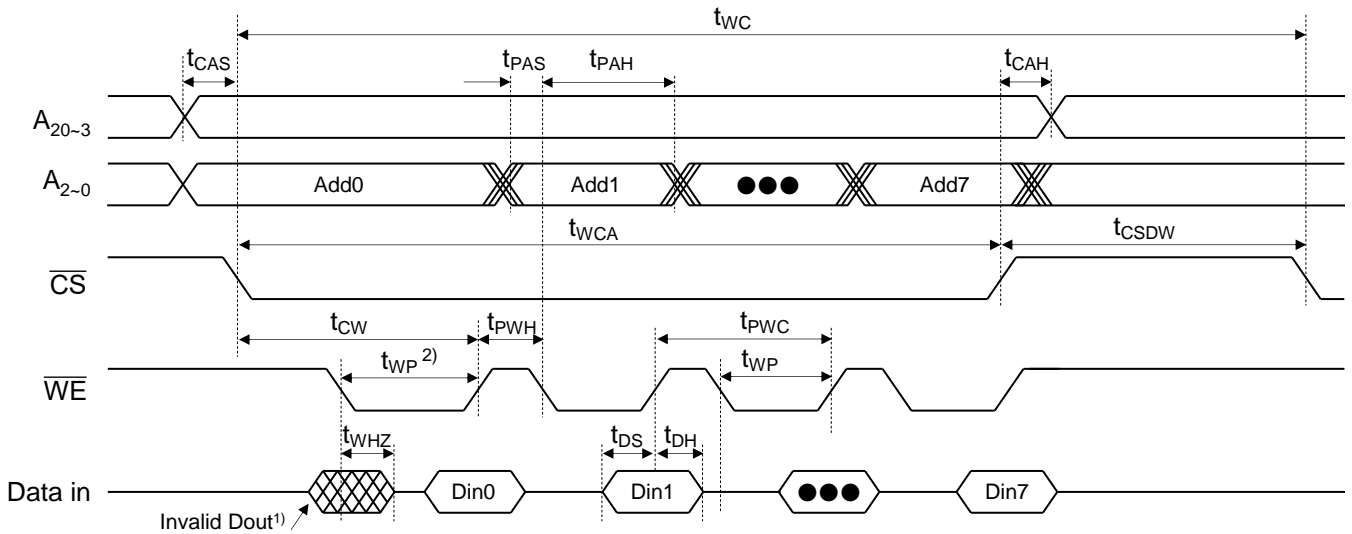 tWC
tCAS tPAS tPAH tCAH
A20~3
A2~0 Add0 Add1 ●●● Add7
tWCA tCSDW
CS
tCW tPWH tPWC
tWP 2) tWP
WE
tWHZ tDS tDH
Data in Din0 Din1 ●●● Din7
Invalid Dout1)